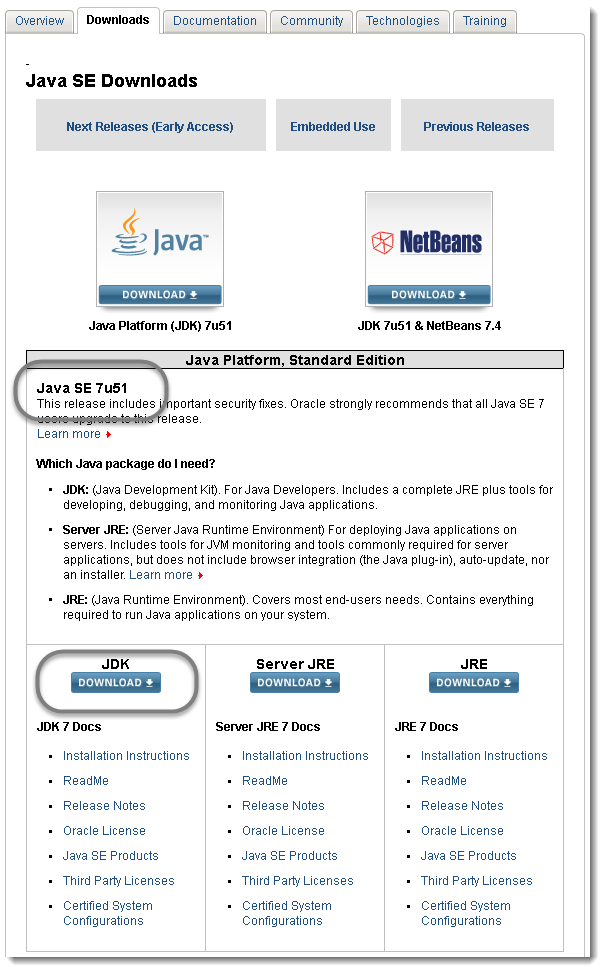 Overview Downloads Documentation Community Technologies Training
-
Java SE Downloads
Next Releases (Early Access) Embedded Use Previous Releases
Java™ NetBeans
DOWNLOAD DOWNLOAD
Java Platform (JDK) 7u51 JDK 7u51 & NetBeans 7.4
Java Platform, Standard Edition
Java SE 7u51
This release includes important security fixes. Oracle strongly recommends that all Java SE 7
users upgrade to this release.
Learn more
Which Java package do I need?
• JDK: (Java Development Kit). For Java Developers. Includes a complete JRE plus tools for
developing, debugging, and monitoring Java applications.
• Server JRE: (Server Java Runtime Environment) For deploying Java applications on
servers. Includes tools for JVM monitoring and tools commonly required for server
applications, but does not include browser integration (the Java plug-in), auto-update, nor
an installer. Learn more
• JRE: (Java Runtime Environment). Covers most end-users needs. Contains everything
required to run Java applications on your system.
JDK Server JRE JRE
DOWNLOAD DOWNLOAD DOWNLOAD
JDK 7 Docs Server JRE 7 Docs JRE 7 Docs
• Installation Instructions • Installation Instructions • Installation Instructions
• ReadMe • ReadMe • ReadMe
• Release Notes • Release Notes • Release Notes
• Oracle License • Oracle License • Oracle License
• Java SE Products • Java SE Products • Java SE Products
• Third Party Licenses • Third Party Licenses • Third Party Licenses
• Certified System • Certified System • Certified System
Configurations Configurations Configurations